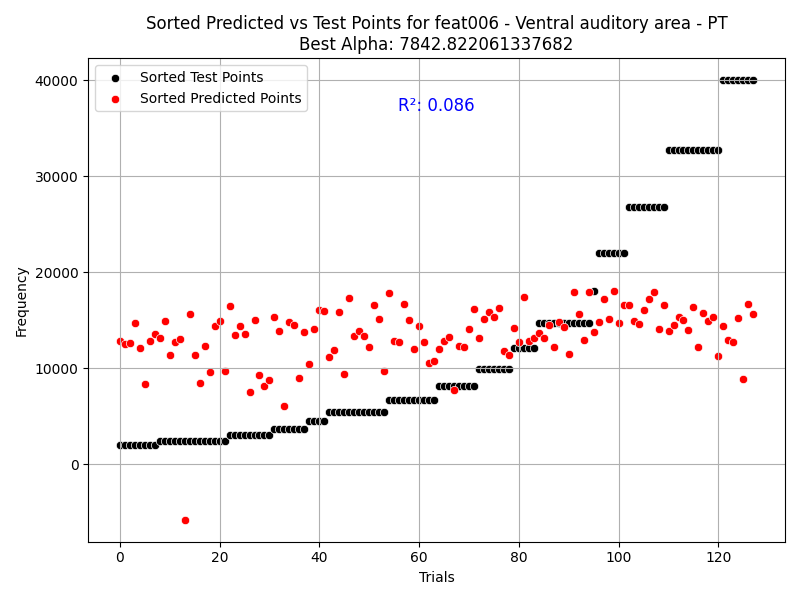 Sorted Predicted vs Test Points for feat006 - Ventral auditory area - PT
Best Alpha: 7842.822061337682
Sorted Test Points
Sorted Predicted Points
R²: 0.086
40000
30000
20000
10000
0
Frequency
0 20 40 60 80 100 120
Trials